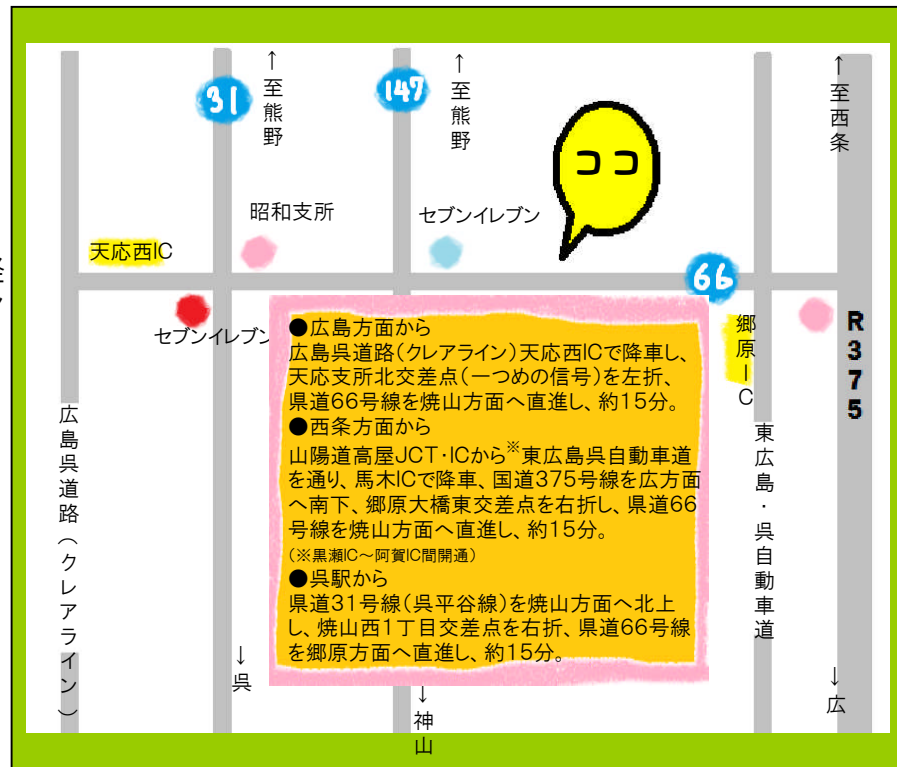 31
↑至熊野
147
↑至熊野
ココ
↑至西条
昭和支所
セブンイレブン
天応西IC
66
セブンイレブン
郷原IC
R375
●広島方面から
広島呉道路(クレアライン)天応西ICで降車し、
天応支所北交差点(一つめの信号)を左折、
県道66号線を焼山方面へ直進し、約15分。
●西条方面から
山陽道高屋JCT・ICから※東広島呉自動車道
を通り、馬木ICで降車、国道375号線を広方面
へ南下、郷原大橋東交差点を右折し、県道66
号線を焼山方面へ直進し、約15分。
(※黒瀬IC～阿賀IC間開通)
●呉駅から
県道31号線(呉平谷線)を焼山方面へ北上
し、焼山西1丁目交差点を右折、県道66号線
を郷原方面へ直進し、約15分。
広島呉道路(クレアライン)
東広島・呉自動車道
↓呉
↓神山
↓広